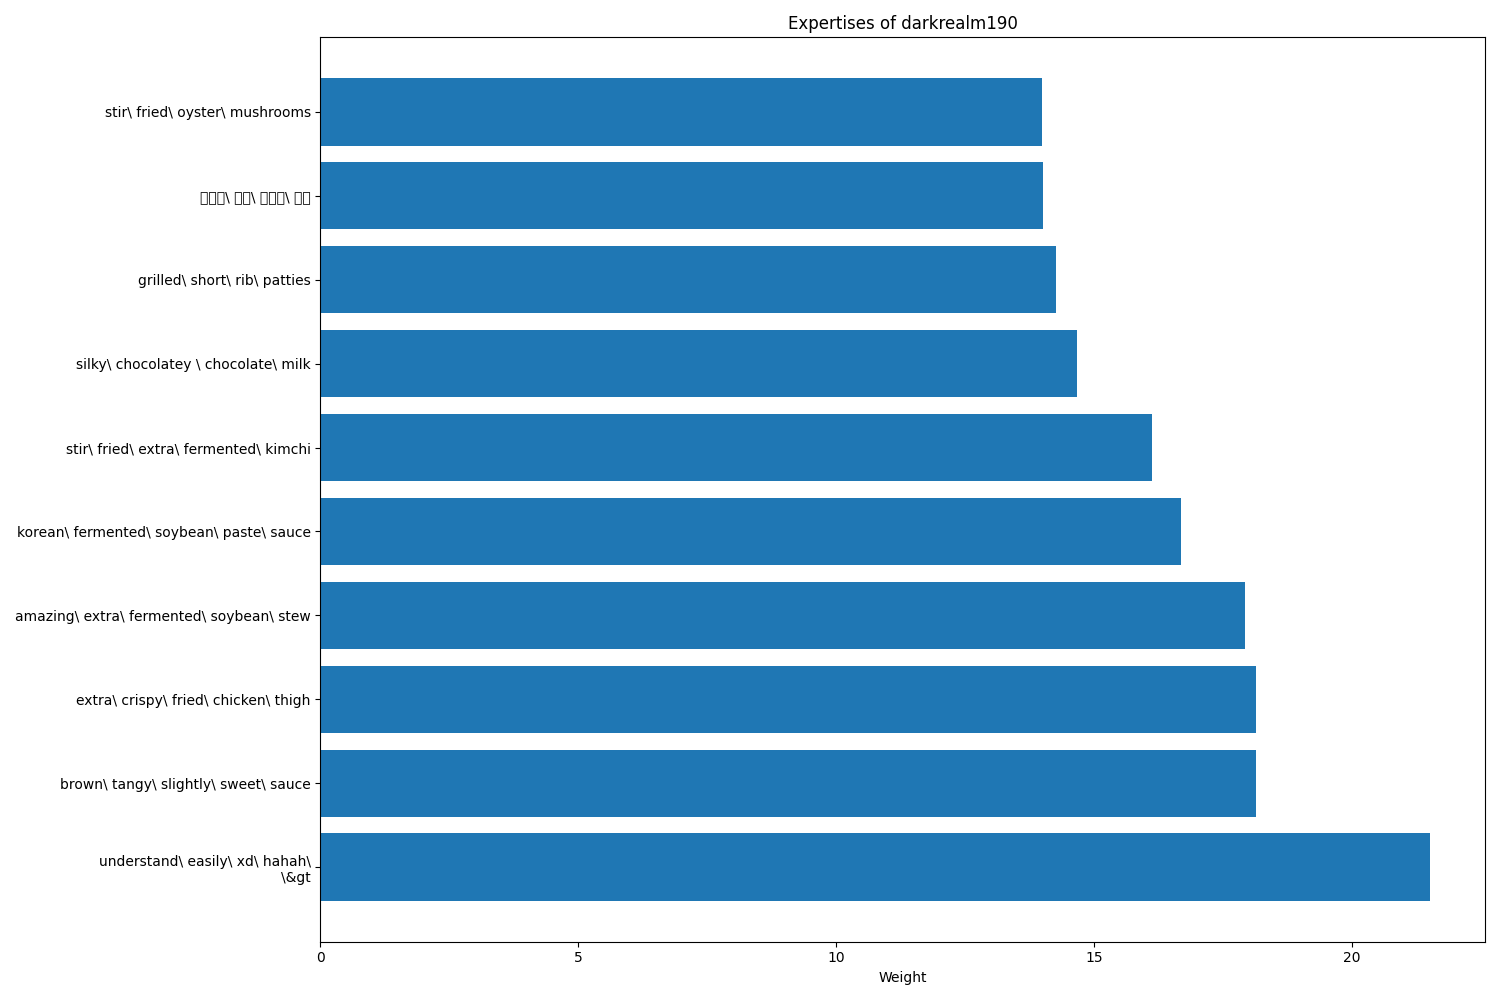 Expertises of darkrealm190
stir\ fried\ oyster\ mushrooms
grilled\ short\ rib\ patties
silky\ chocolatey \ chocolate\ milk
stir\ fried\ extra\ fermented\ kimchi
korean\ fermented\ soybean\ paste\ sauce
amazing\ extra\ fermented\ soybean\ stew
extra\ crispy\ fried\ chicken\ thigh
brown\ tangy\ slightly\ sweet\ sauce
understand\ easily\ xd\ hahah\
\&gt
0 5 10 15 20
Weight